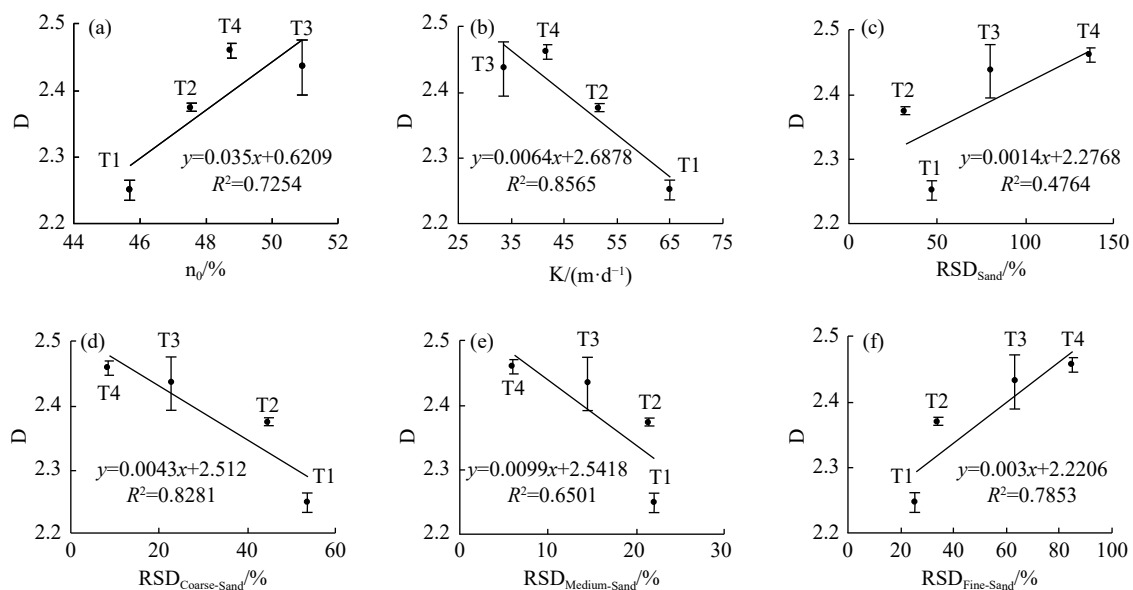 (a)
2.5
2.4
2.3
2.2
D
T1
T2
T4
T3
y=0.035x+0.6209
R²=0.7254
44 46 48 50 52
n₀/%
(b)
2.5
2.4
2.3
2.2
D
T3
T4
T2
T1
y=0.0064x+2.6878
R²=0.8565
25 35 45 55 65 75
K/(m·d⁻¹)
(c)
2.5
2.4
2.3
2.2
D
T2
T1
T3
T4
y=0.0014x+2.2768
R²=0.4764
0 50 100 150
RSD_Sand/%
(d)
2.5
2.4
2.3
2.2
D
T4
T3
T2
T1
y=0.0043x+2.512
R²=0.8281
0 20 40 60
RSD_Coarse-Sand/%
(e)
2.5
2.4
2.3
2.2
D
T4
T3
T2
T1
y=0.0099x+2.5418
R²=0.6501
0 10 20 30
RSD_Medium-Sand/%
(f)
2.5
2.4
2.3
2.2
D
T1
T2
T3
T4
y=0.003x+2.2206
R²=0.7853
0 20 40 60 80 100
RSD_Fine-Sand/%